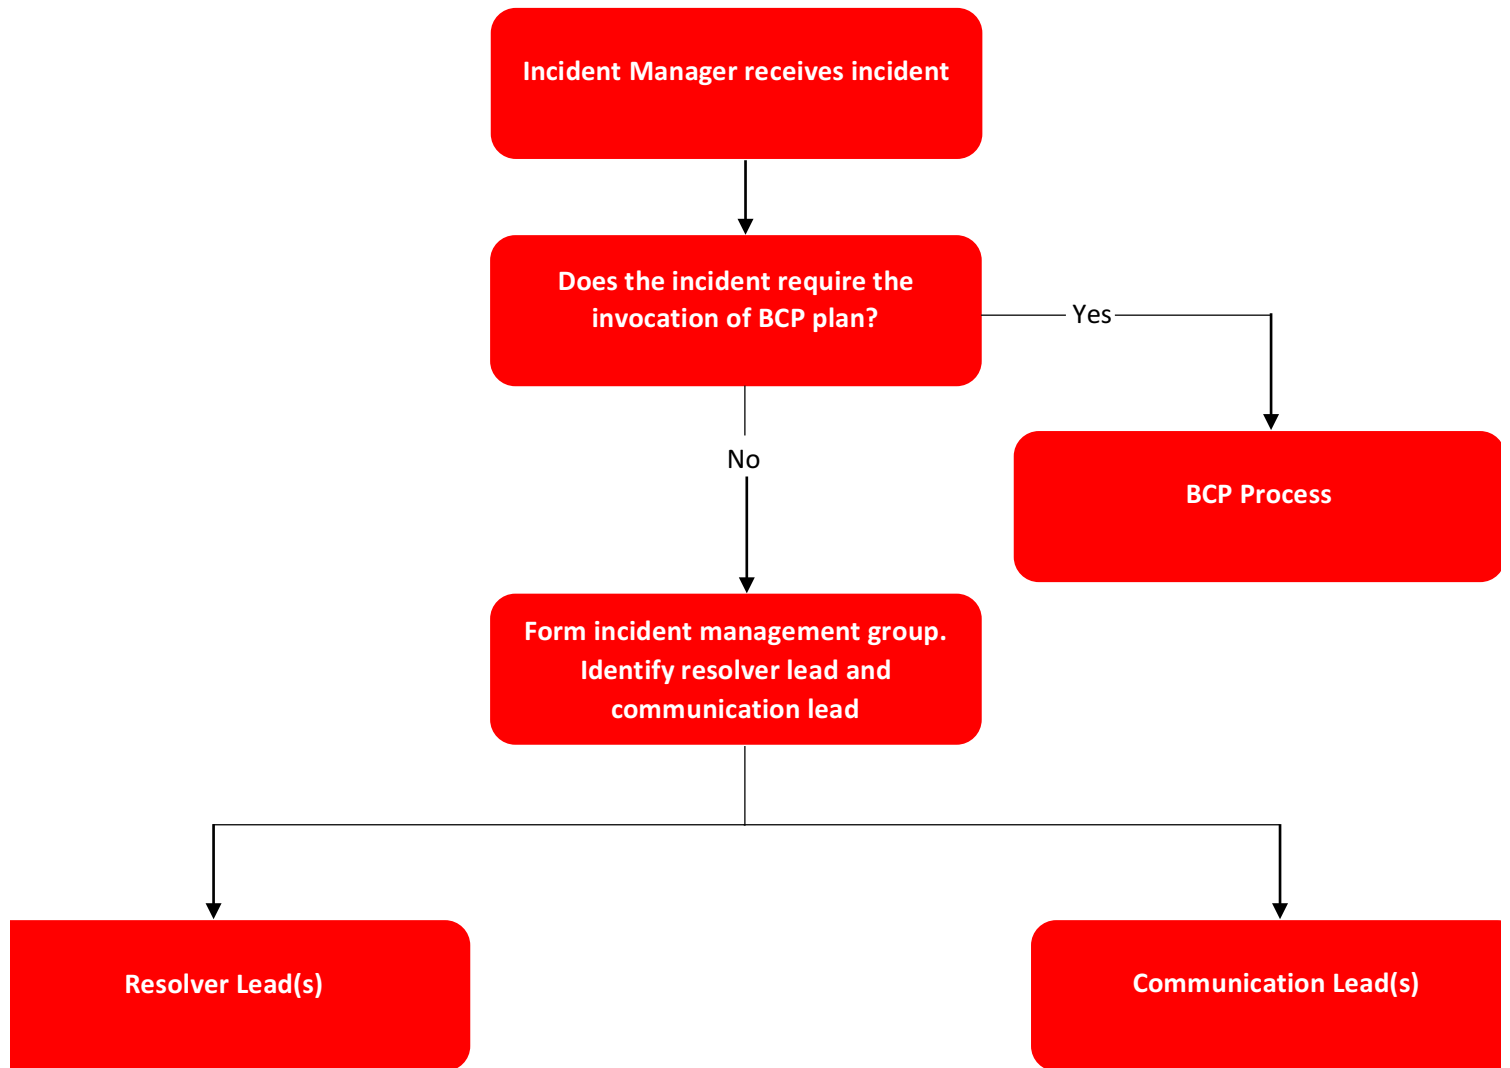 Incident Manager receives incident
Does the incident require the
invocation of BCP plan?
Yes
No
BCP Process
Form incident management group.
Identify resolver lead and
communication lead
Resolver Lead(s)
Communication Lead(s)